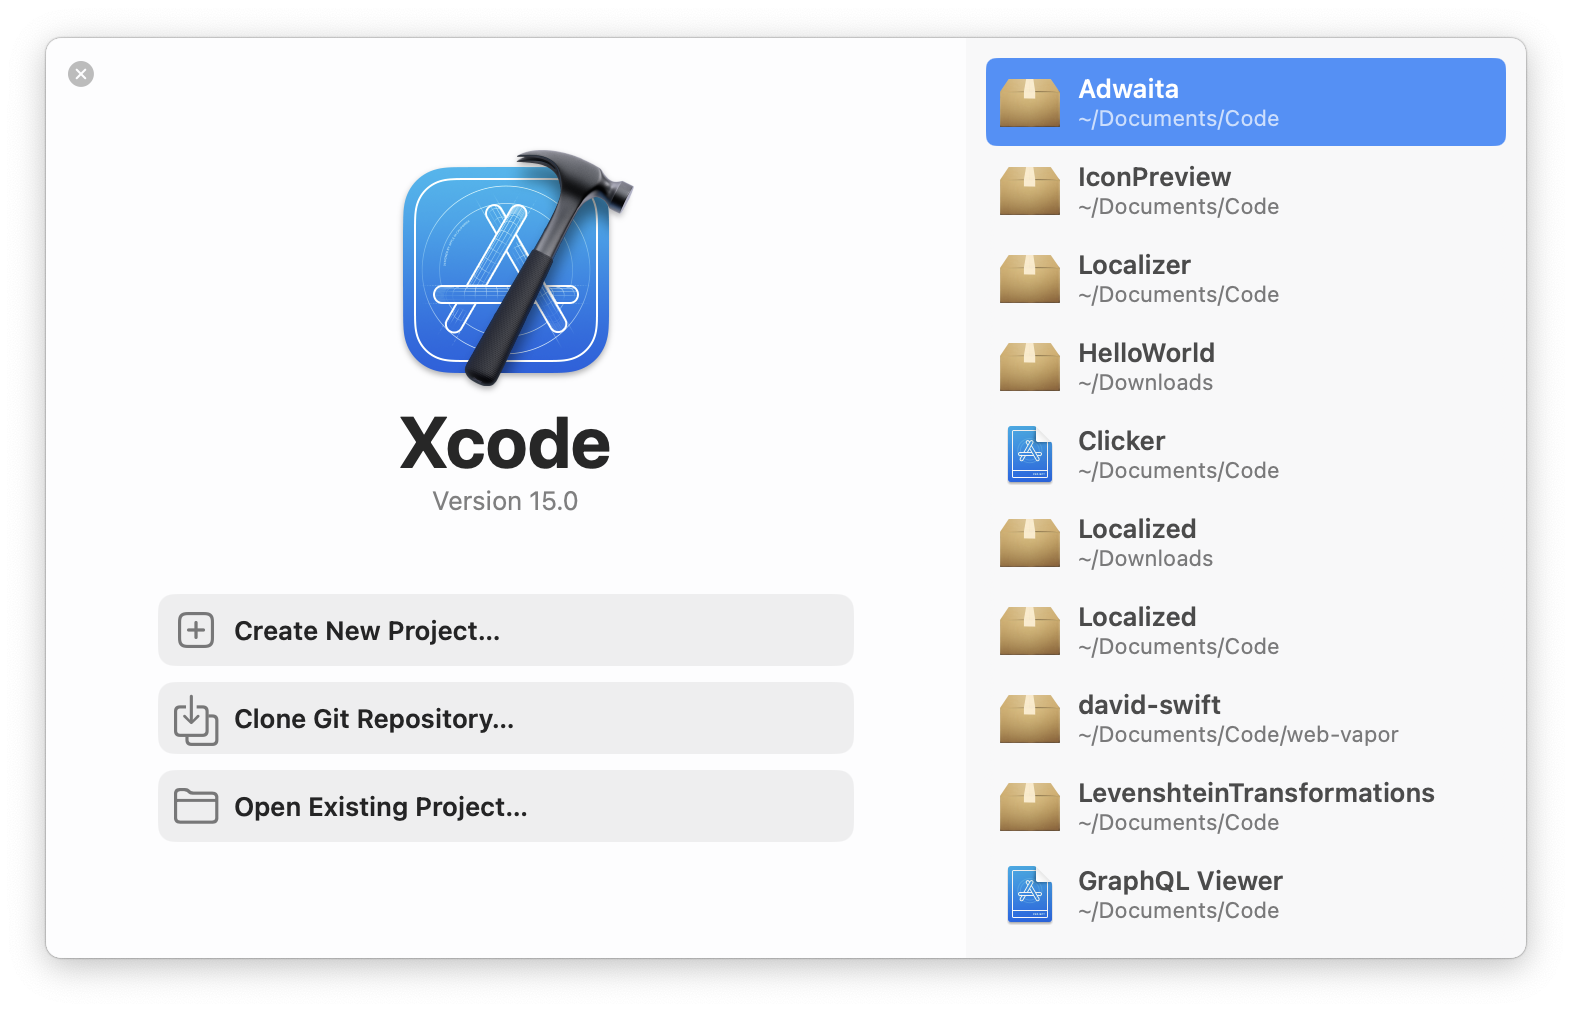 Xcode
Version 15.0
Create New Project...
Clone Git Repository...
Open Existing Project...
Adwaita
~/Documents/Code
IconPreview
~/Documents/Code
Localizer
~/Documents/Code
HelloWorld
~/Downloads
Clicker
~/Documents/Code
Localized
~/Downloads
Localized
~/Documents/Code
david-swift
~/Documents/Code/web-vapor
LevenshteinTransformations
~/Documents/Code
GraphQL Viewer
~/Documents/Code